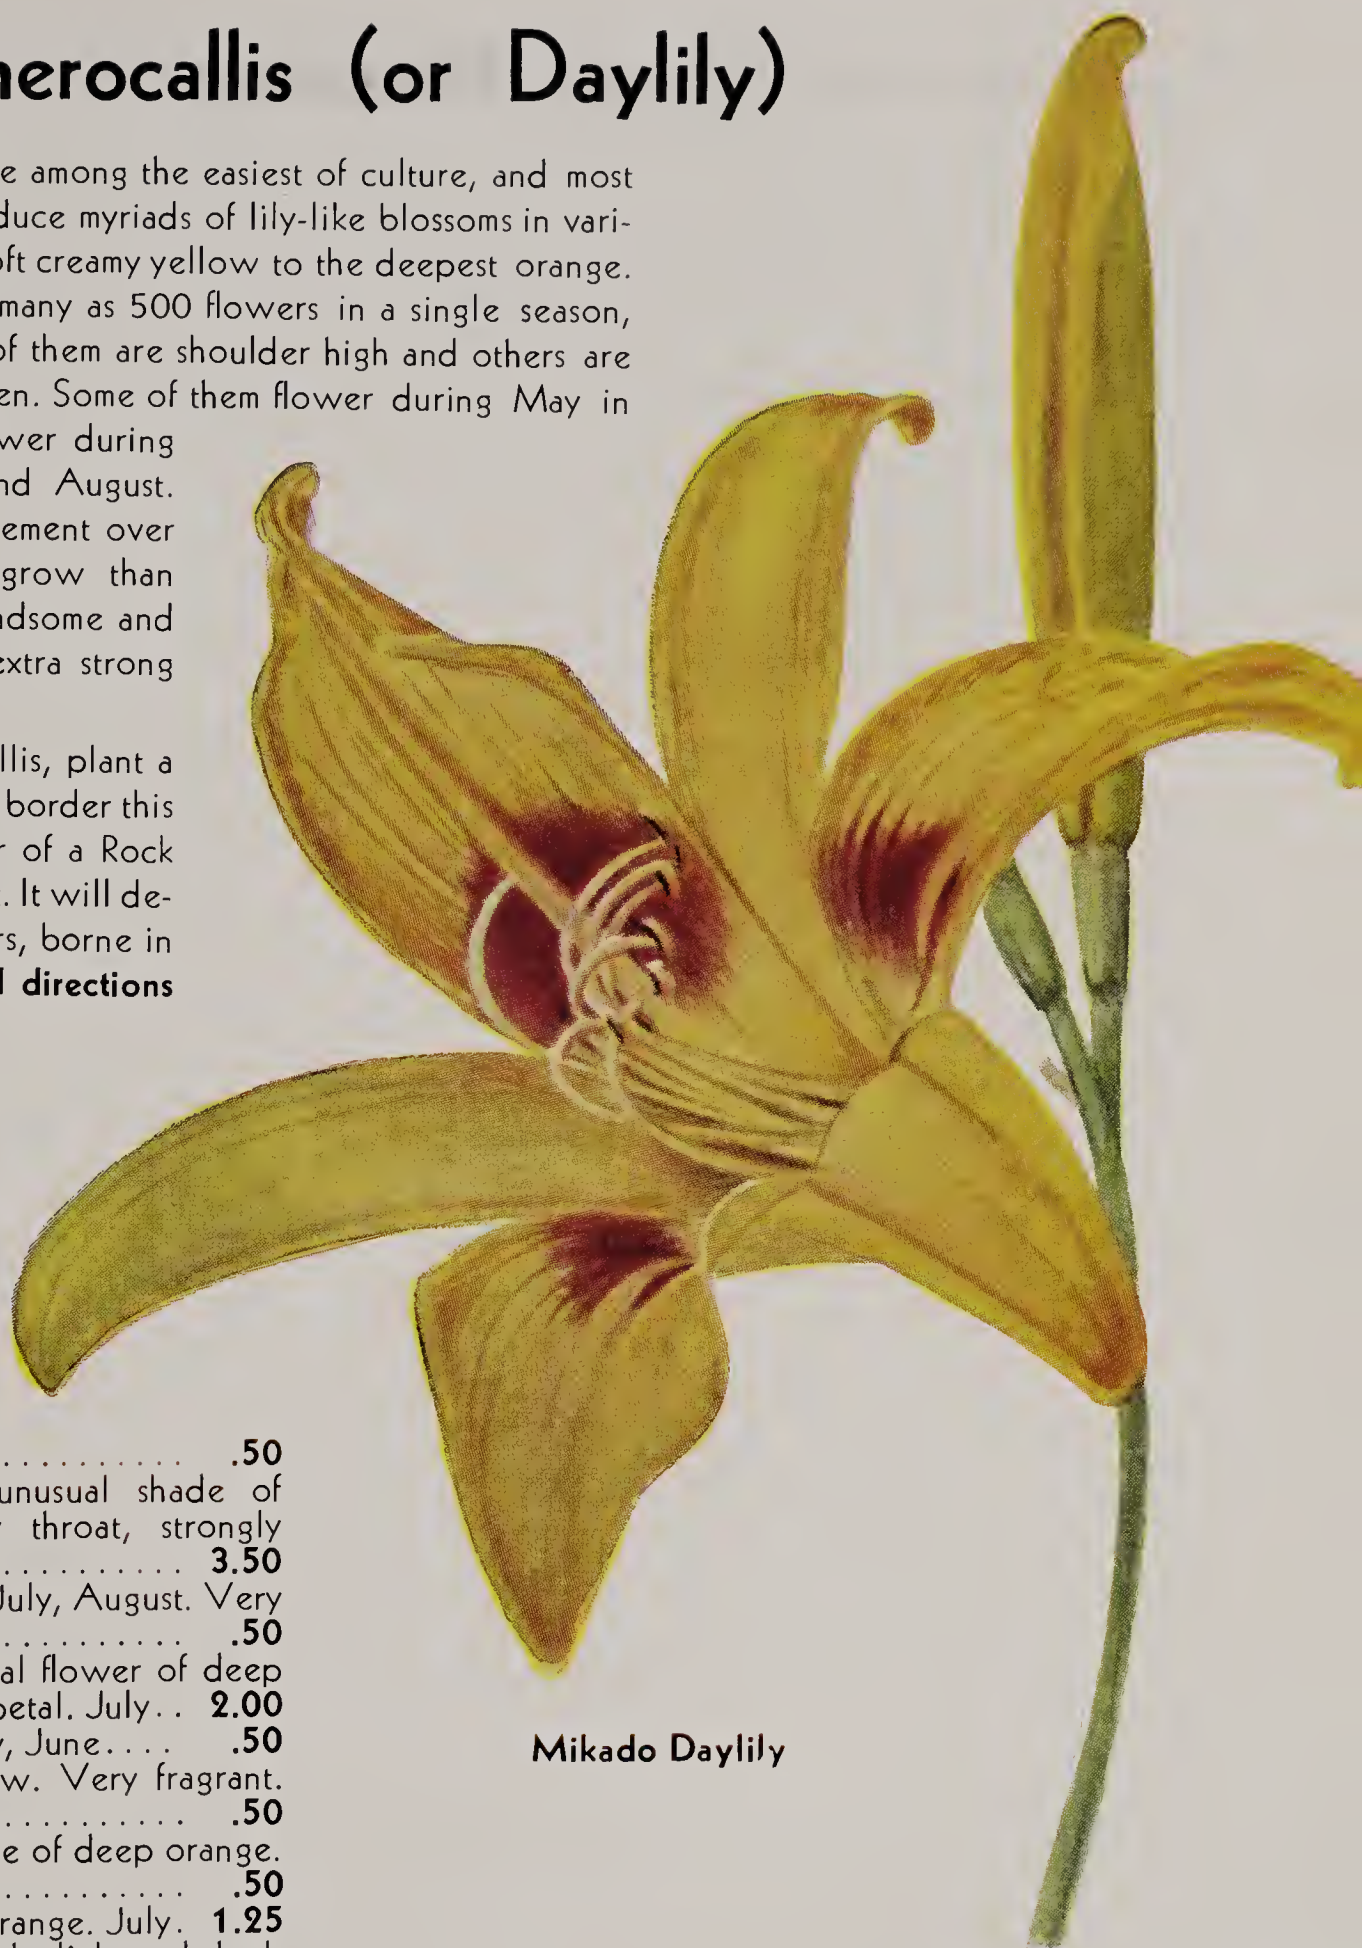 nerocallis (or Daylily)
e among the easiest of culture, and most
duce myriads of lily-like blossoms in vari-
oft creamy yellow to the deepest orange.
many as 500 flowers in a single season,
of them are shoulder high and others are
en. Some of them flower during May in
wer during
nd August.
ement over
grow than
ndsome and
extra strong
llis, plant a
border this
r of a Rock
. It will de-
rs, borne in
l directions
.......... .50
unusual shade of
throat, strongly
........... 3.50
July, August. Very
.......... .50
al flower of deep
petal. July.. 2.00
y, June.... .50
w. Very fragrant.
........... .50
e of deep orange.
........... .50
range. July. 1.25
Mikado Daylily